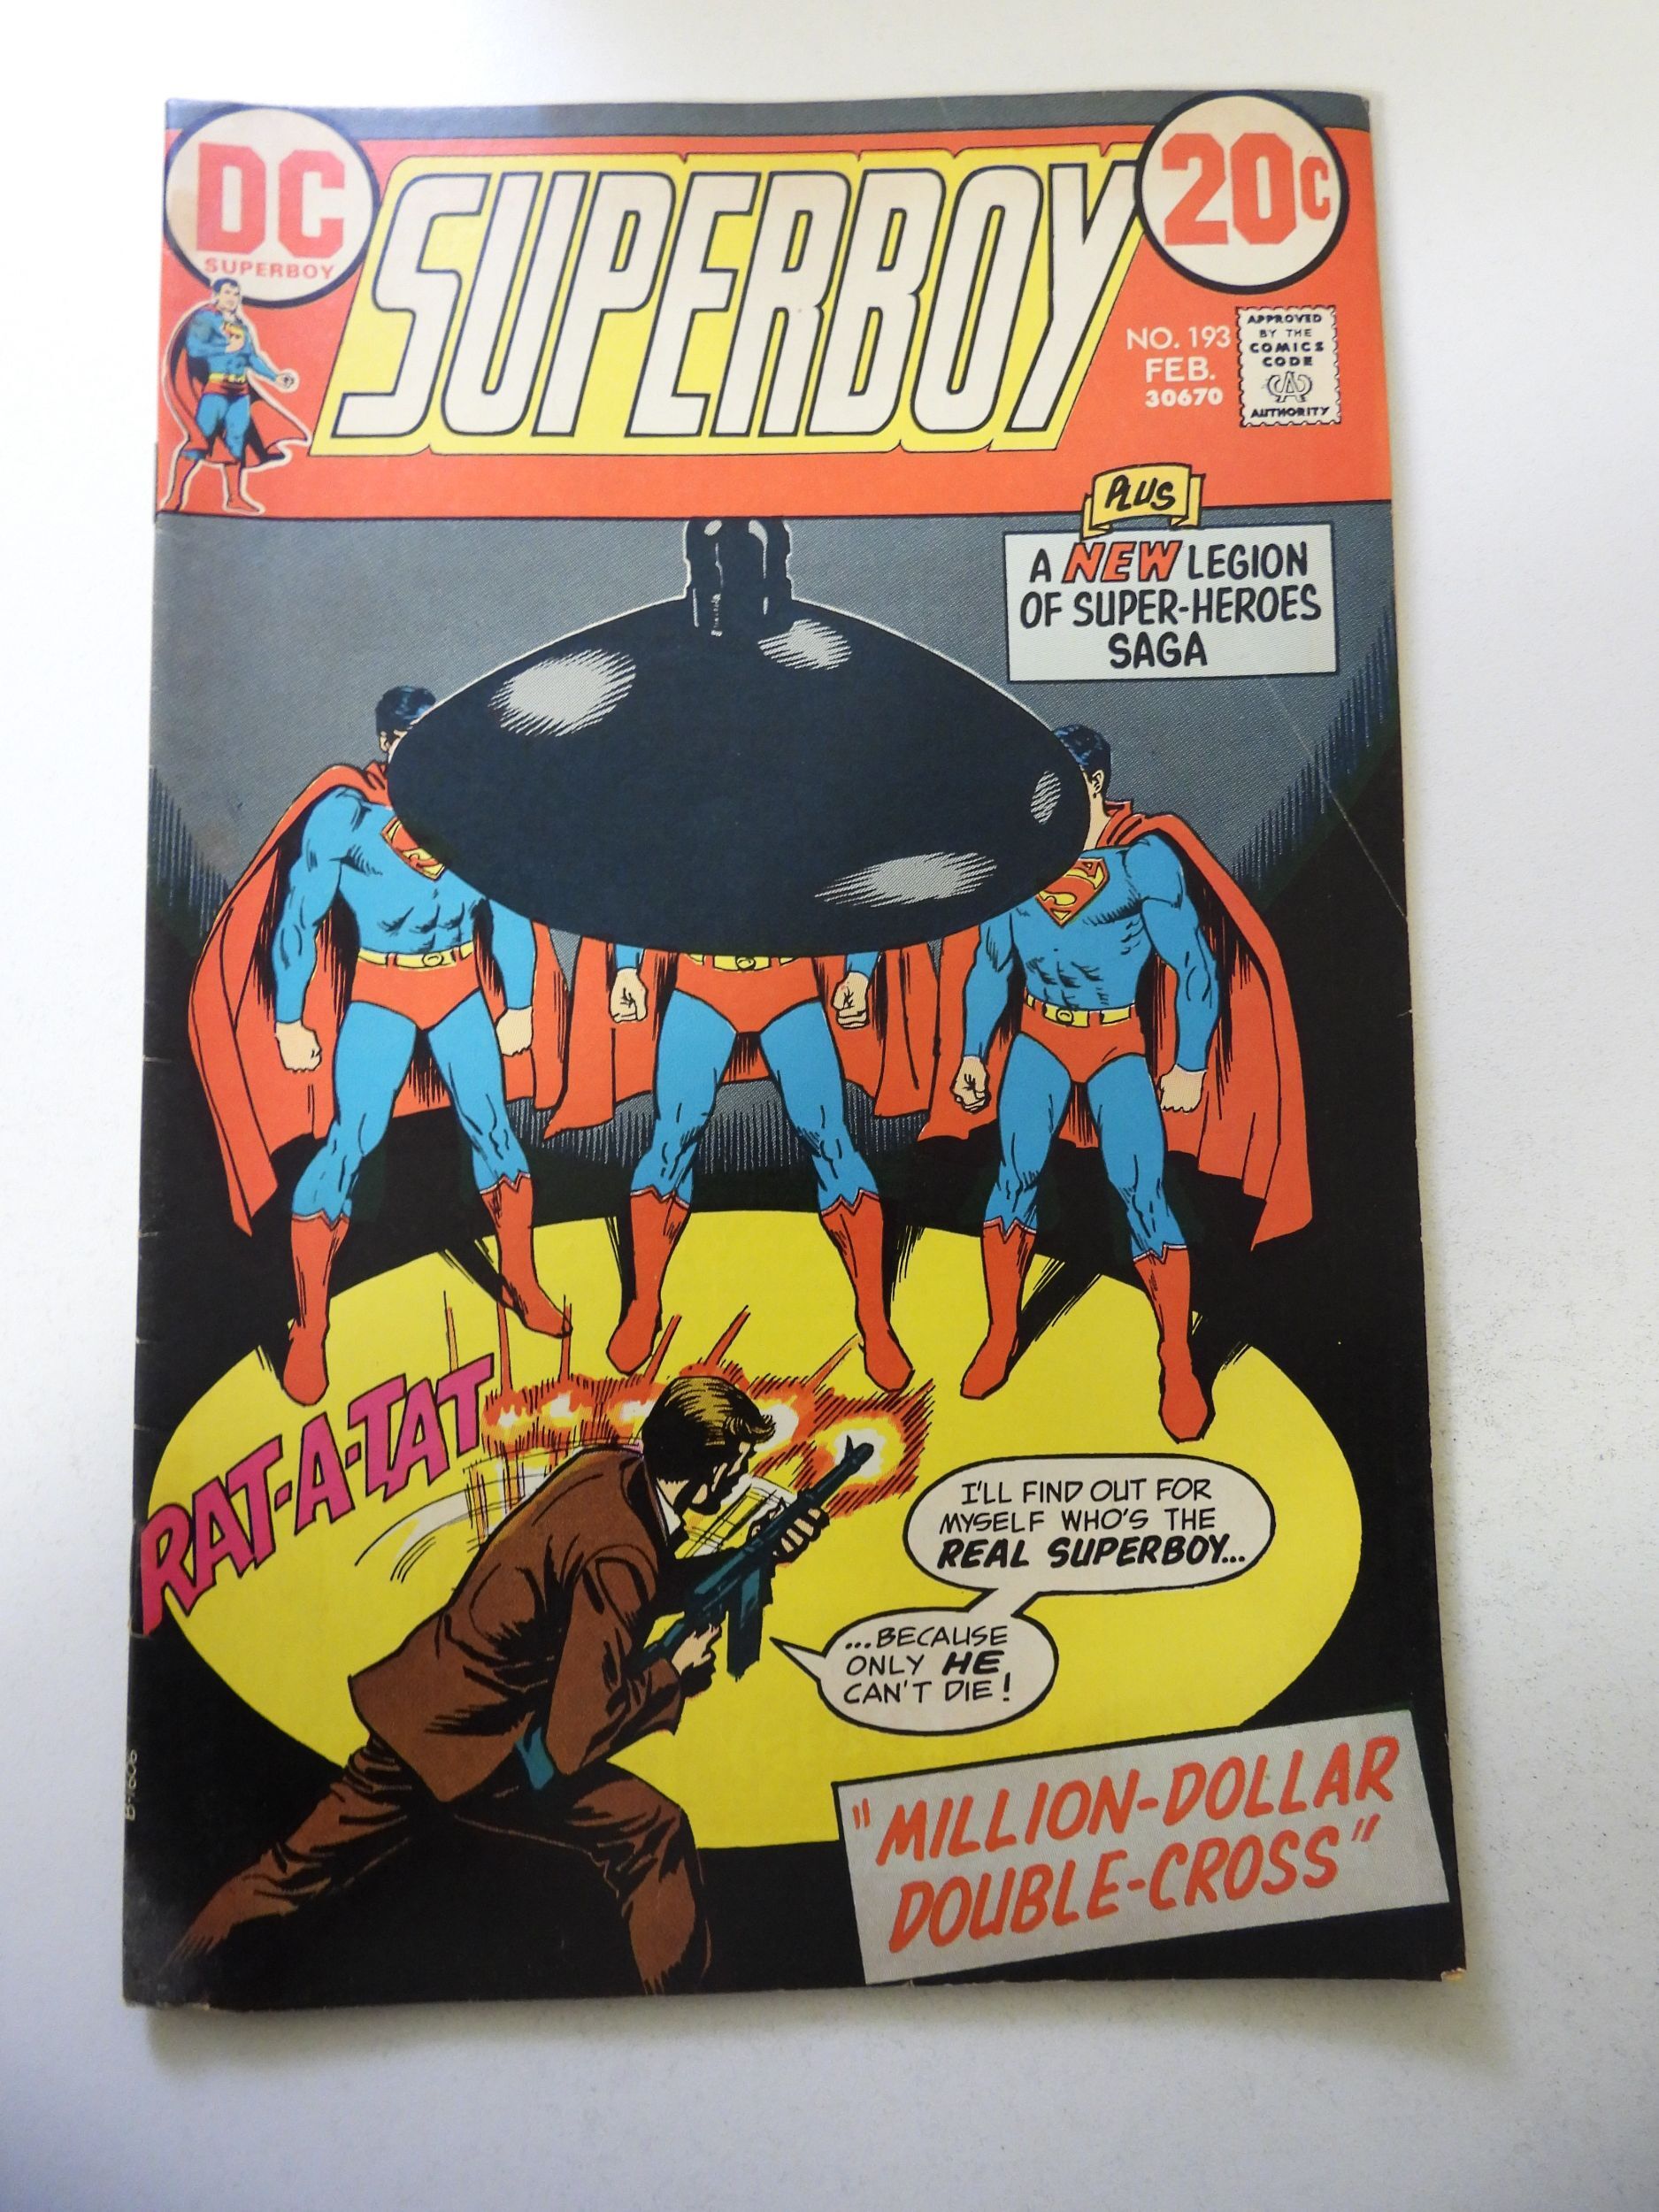 DC
SUPERBOY
SUPERBOY
20c
NO. 193
FEB.
30670
APPROVED
BY THE
COMICS
CODE
CA
AUTHORITY
PLUS
A NEW LEGION
OF SUPER-HEROES
SAGA
RAT-A-TAT
I'LL FIND OUT FOR
MYSELF WHO'S THE
REAL SUPERBOY...
...BECAUSE
ONLY HE
CAN'T DIE!
"MILLION-DOLLAR
DOUBLE-CROSS"
B-1606